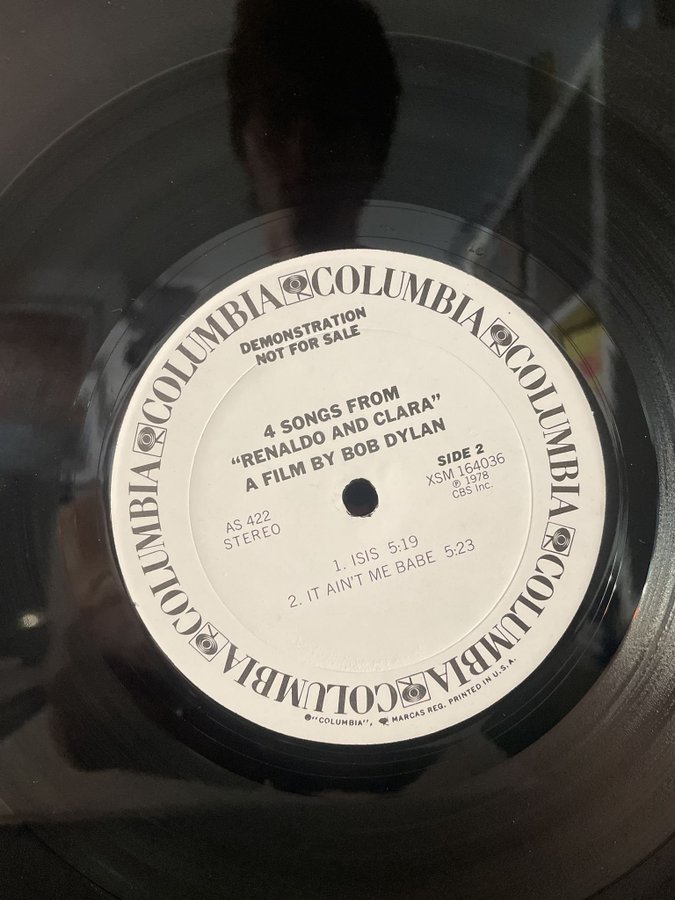 COLUMBIA COLUMBIA COLUMBIA COLUMBIA COLUMBIA COLUMBIA
DEMONSTRATION
NOT FOR SALE
4 SONGS FROM
"RENALDO AND CLARA"
A FILM BY BOB DYLAN
SIDE 2
XSM 164036
℗ 1978
CBS Inc.
AS 422
STEREO
1. ISIS 5:19
2. IT AIN'T ME BABE 5:23
®"COLUMBIA", MARCAS REG. PRINTED IN U.S.A.